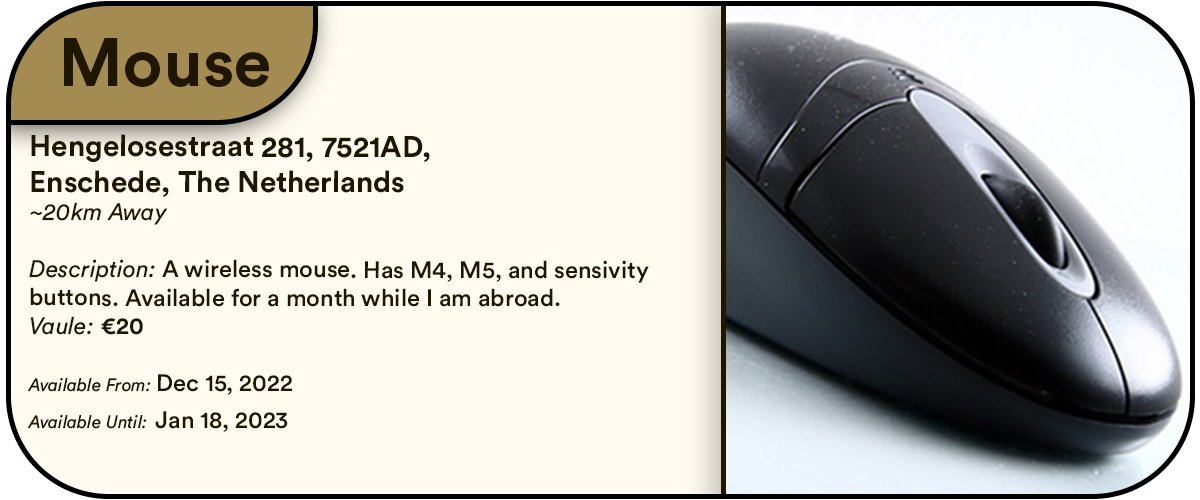 Mouse
Hengelosestraat 281, 7521AD,
Enschede, The Netherlands
~20km Away
Description: A wireless mouse. Has M4, M5, and sensivity
buttons. Available for a month while I am abroad.
Vaule: €20
Available From: Dec 15, 2022
Available Until: Jan 18, 2023